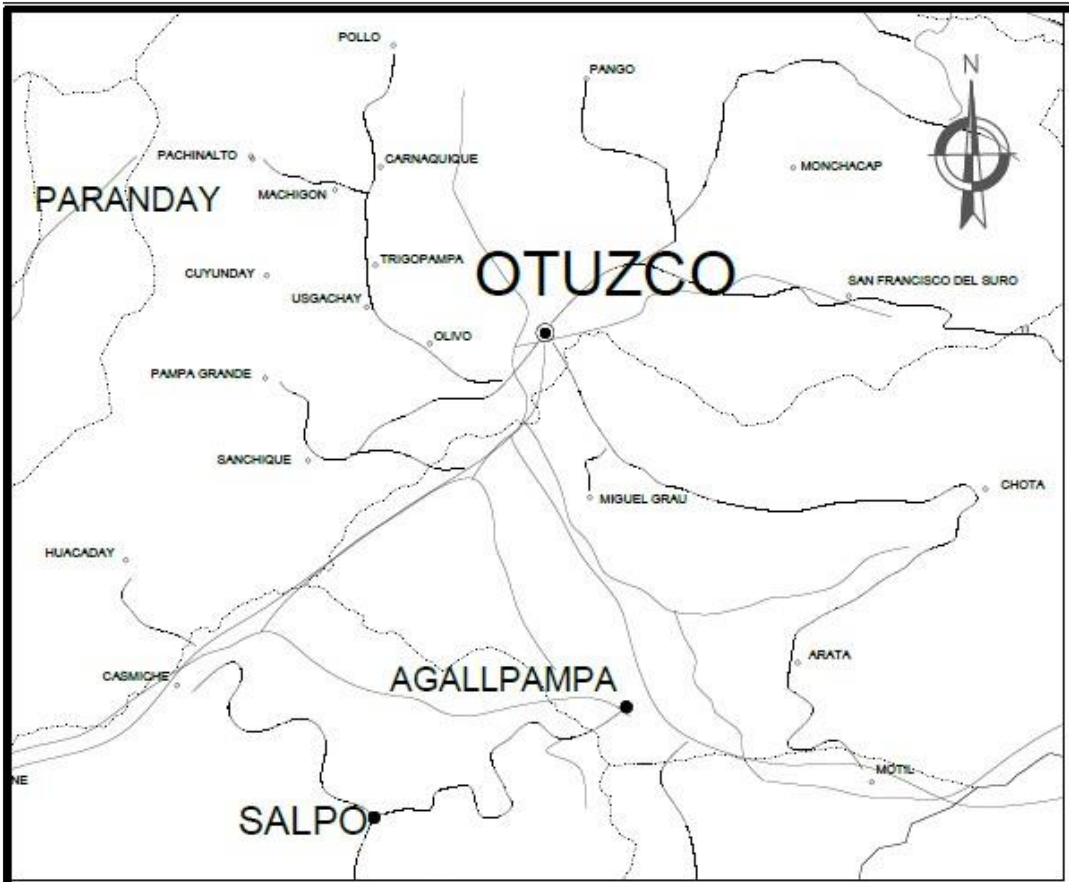 POLLO
PANGO
N
PACHINALTO
CARNAQUIQUE
MONCHACAP
PARANDAY
MACHIGON
OTUZCO
TRIGOPAMPA
CUYUNDAY
SAN FRANCISCO DEL SURO
USGACHAY
OLIVO
PAMPA GRANDE
SANCHIQUE
CHOTA
MIGUEL GRAU
HUACADAY
ARATA
CASMICHE
AGALLPAMPA
MOTIL
NE
SALPO